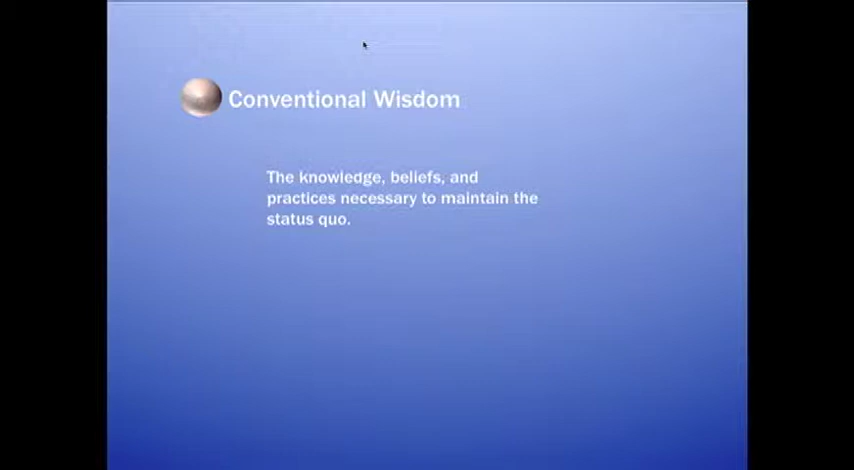 Conventional Wisdom
The knowledge, beliefs, and
practices necessary to maintain the
status quo.